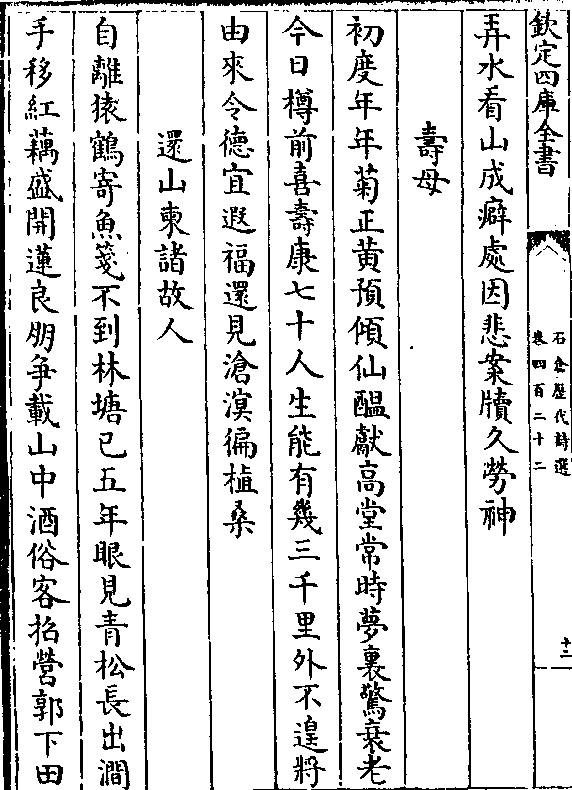 欽定四庫全書
石倉歷代詩選
卷四百二十二
十二
弄水看山成癖處因悲案牘久勞神
壽母
初度年年菊正黃預傾仙醖獻高堂常時夢裏驚衰老
今日樽前喜壽康七十人生能有幾三千里外不遑將
由來令德宜遐福還見滄溟徧植桑
還山柬諸故人
自離猿鶴寄魚箋不到林塘已五年眼見青松長出澗
手移紅藕盛開蓮良朋爭載山中酒俗客招營郭下田